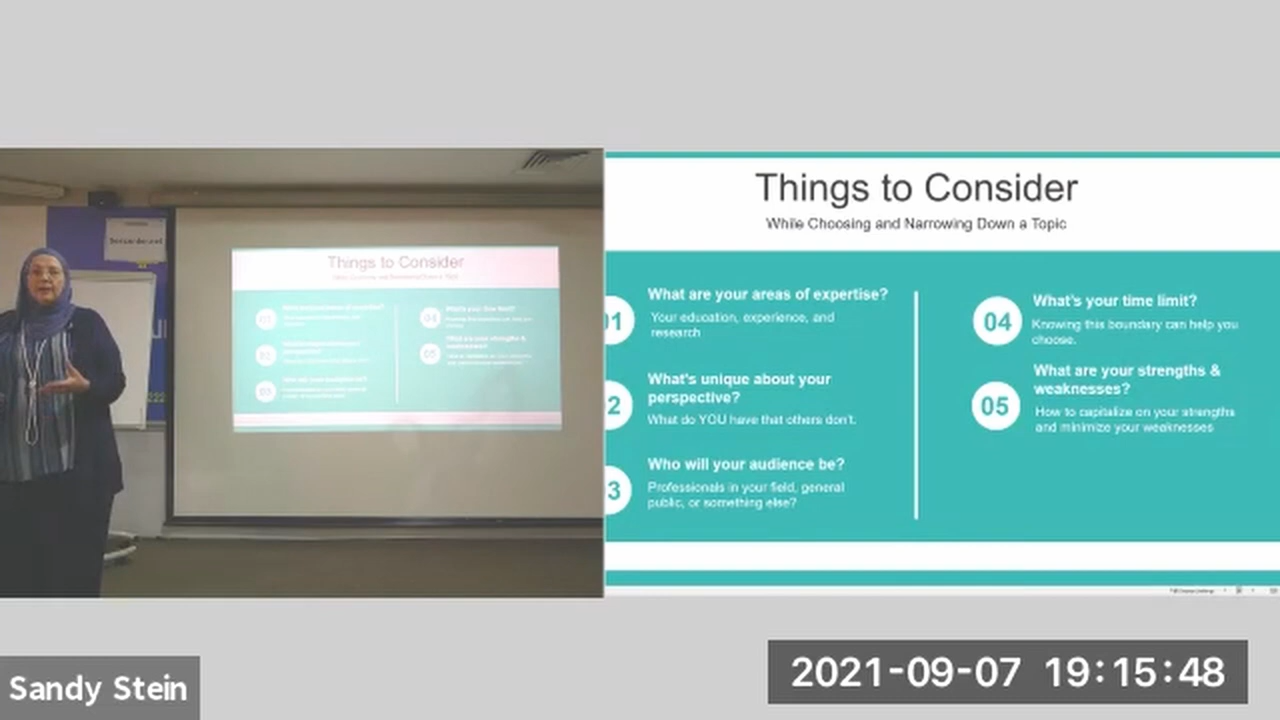 Things to Consider
While Choosing and Narrowing Down a Topic
01
What are your areas of expertise?
Your education, experience, and
research
2
What's unique about your
perspective?
What do YOU have that others don't.
3
Who will your audience be?
Professionals in your field, general
public, or something else?
04
What's your time limit?
Knowing this boundary can help you
choose.
05
What are your strengths &
weaknesses?
How to capitalize on your strengths
and minimize your weaknesses
Things to Consider
Sandy Stein
2021-09-07 19:15:48